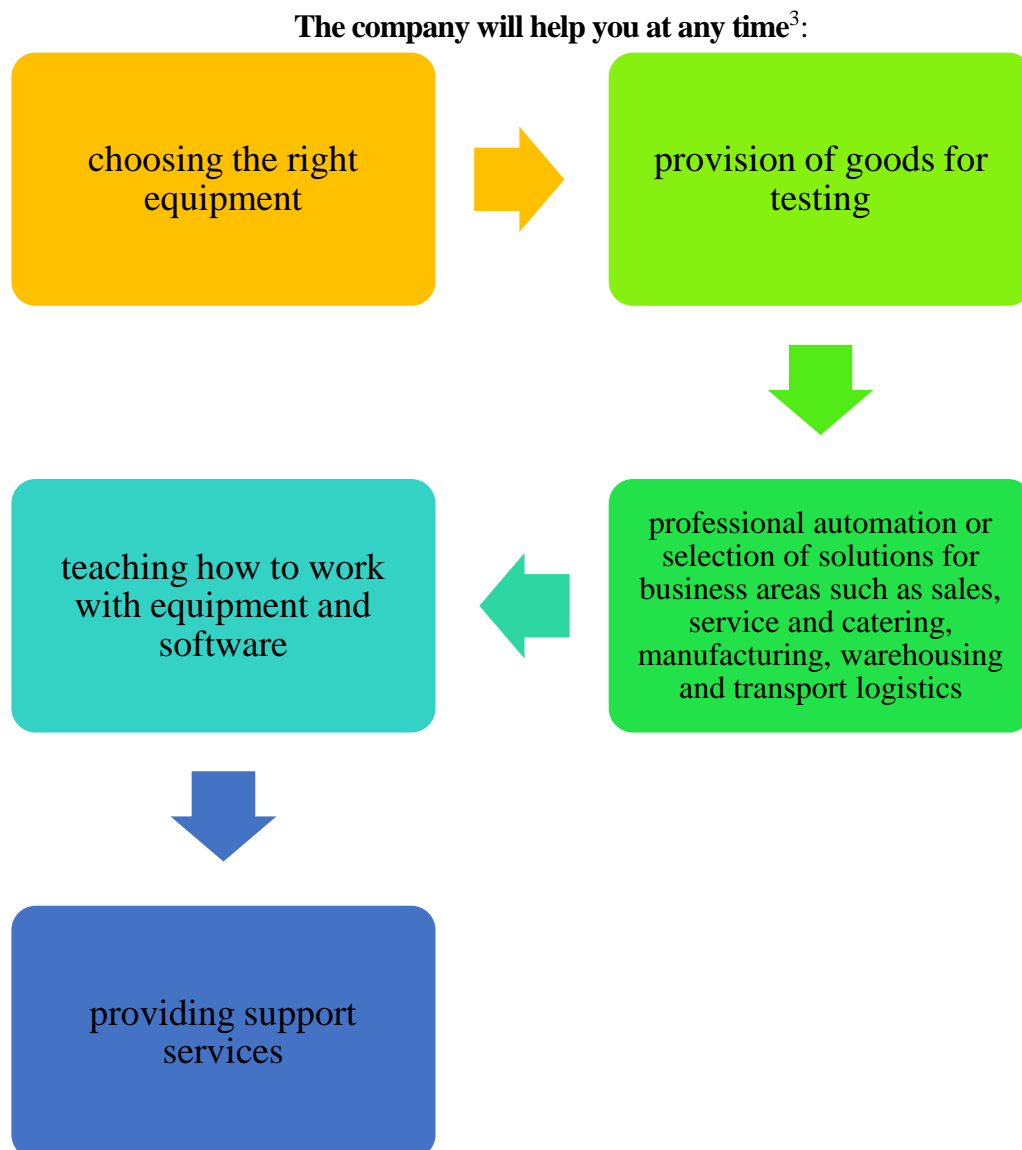 The company will help you at any time³:
choosing the right
equipment
provision of goods for
testing
professional automation or
selection of solutions for
business areas such as sales,
service and catering,
manufacturing, warehousing
and transport logistics
teaching how to work
with equipment and
software
providing support
services